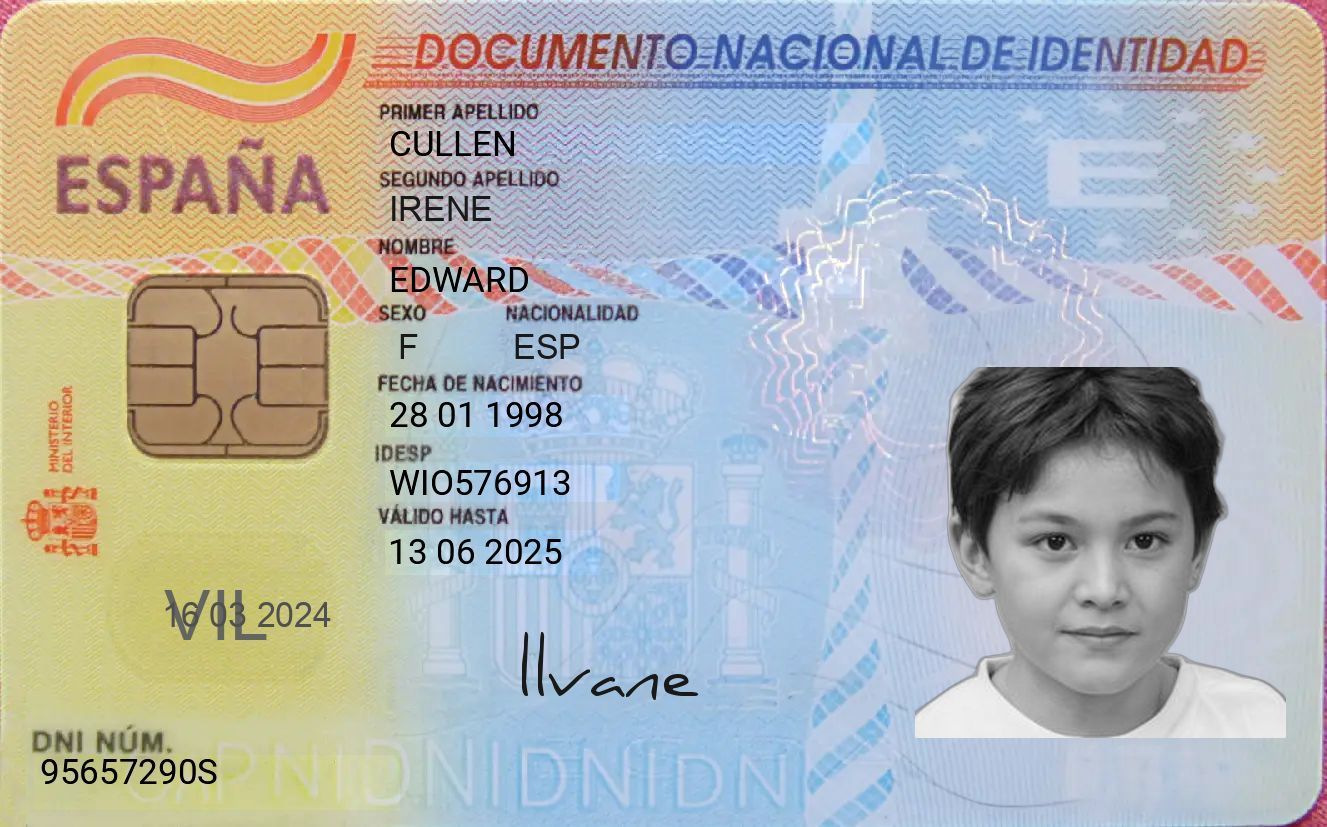 DOCUMENTO NACIONAL DE IDENTIDAD
ESPAÑA
PRIMER APELLIDO
CULLEN
SEGUNDO APELLIDO
IRENE
NOMBRE
EDWARD
SEXO NACIONALIDAD
F ESP
FECHA DE NACIMIENTO
28 01 1998
IDESP
WIO576913
VÁLIDO HASTA
13 06 2025
MINISTERIO
DEL INTERIOR
E
VIL
16 03 2024
Ilvane
DNI NÚM.
95657290S
DNIDNIDNIDNI